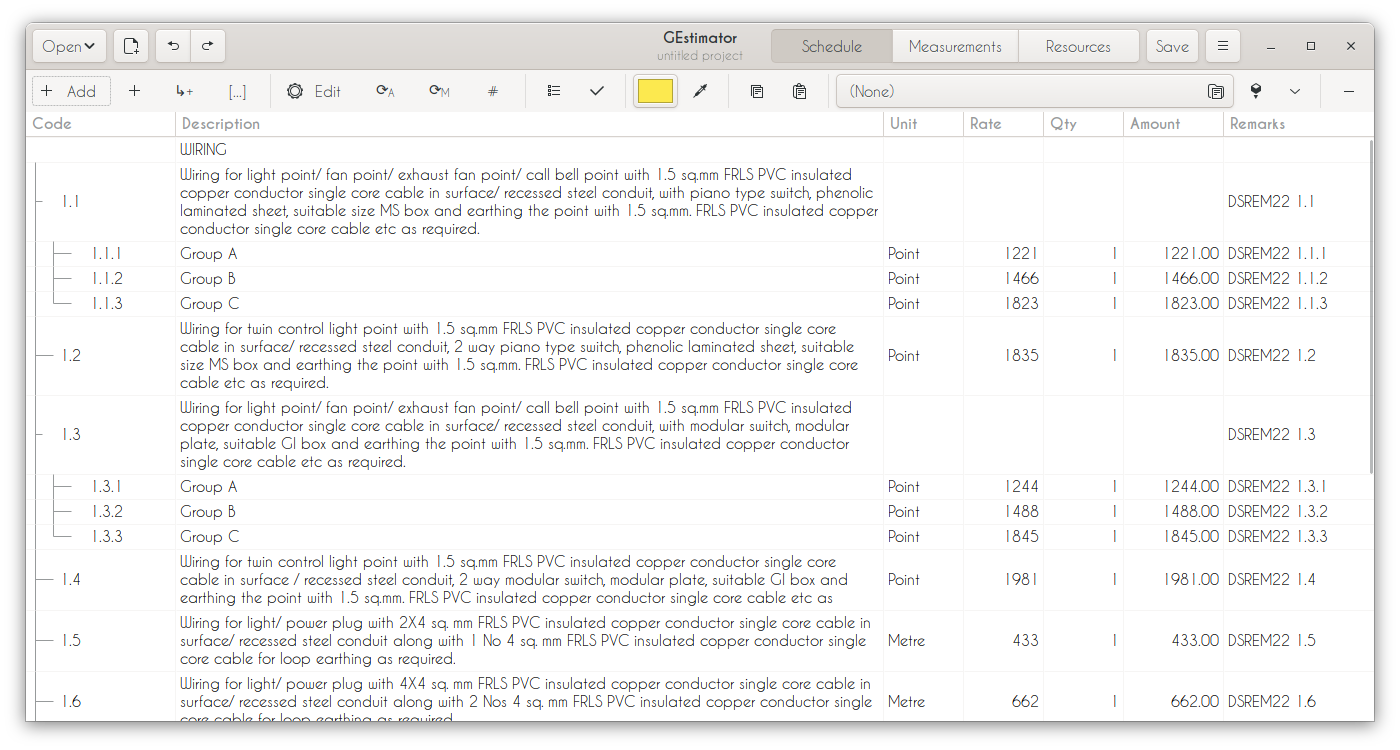 Open
GEstimator
untitled project
Schedule
Measurements
Resources
Save
Add
[...]
Edit
A
M
#
(None)
Code Description Unit Rate Qty Amount Remarks
WIRING
Wiring for light point/ fan point/ exhaust fan point/ call bell point with 1.5 sq.mm FRLS PVC insulated
copper conductor single core cable in surface/ recessed steel conduit, with piano type switch, phenolic
laminated sheet, suitable size MS box and earthing the point with 1.5 sq.mm. FRLS PVC insulated copper
conductor single core cable etc as required.
1.1 DSREM22 1.1
1.1.1 Group A Point 1221 1 1221.00 DSREM22 1.1.1
1.1.2 Group B Point 1466 1 1466.00 DSREM22 1.1.2
1.1.3 Group C Point 1823 1 1823.00 DSREM22 1.1.3
Wiring for twin control light point with 1.5 sq.mm FRLS PVC insulated copper conductor single core
cable in surface/ recessed steel conduit, 2 way piano type switch, phenolic laminated sheet, suitable
size MS box and earthing the point with 1.5 sq.mm. FRLS PVC insulated copper conductor single core
cable etc as required.
1.2 Point 1835 1 1835.00 DSREM22 1.2
Wiring for light point/ fan point/ exhaust fan point/ call bell point with 1.5 sq.mm FRLS PVC insulated
copper conductor single core cable in surface/ recessed steel conduit, with modular switch, modular
plate, suitable GI box and earthing the point with 1.5 sq.mm. FRLS PVC insulated copper conductor
single core cable etc as required.
1.3 DSREM22 1.3
1.3.1 Group A Point 1244 1 1244.00 DSREM22 1.3.1
1.3.2 Group B Point 1488 1 1488.00 DSREM22 1.3.2
1.3.3 Group C Point 1845 1 1845.00 DSREM22 1.3.3
Wiring for twin control light point with 1.5 sq.mm FRLS PVC insulated copper conductor single core
cable in surface / recessed steel conduit, 2 way modular switch, modular plate, suitable GI box and
earthing the point with 1.5 sq.mm. FRLS PVC insulated copper conductor single core cable etc as
1.4 Point 1981 1 1981.00 DSREM22 1.4
Wiring for light/ power plug with 2X4 sq. mm FRLS PVC insulated copper conductor single core cable in
surface/ recessed steel conduit along with 1 No 4 sq. mm FRLS PVC insulated copper conductor single
core cable for loop earthing as required.
1.5 Metre 433 1 433.00 DSREM22 1.5
Wiring for light/ power plug with 4X4 sq. mm FRLS PVC insulated copper conductor single core cable in
surface/ recessed steel conduit along with 2 Nos 4 sq. mm FRLS PVC insulated copper conductor single
core cable for loop earthing as required.
1.6 Metre 662 1 662.00 DSREM22 1.6